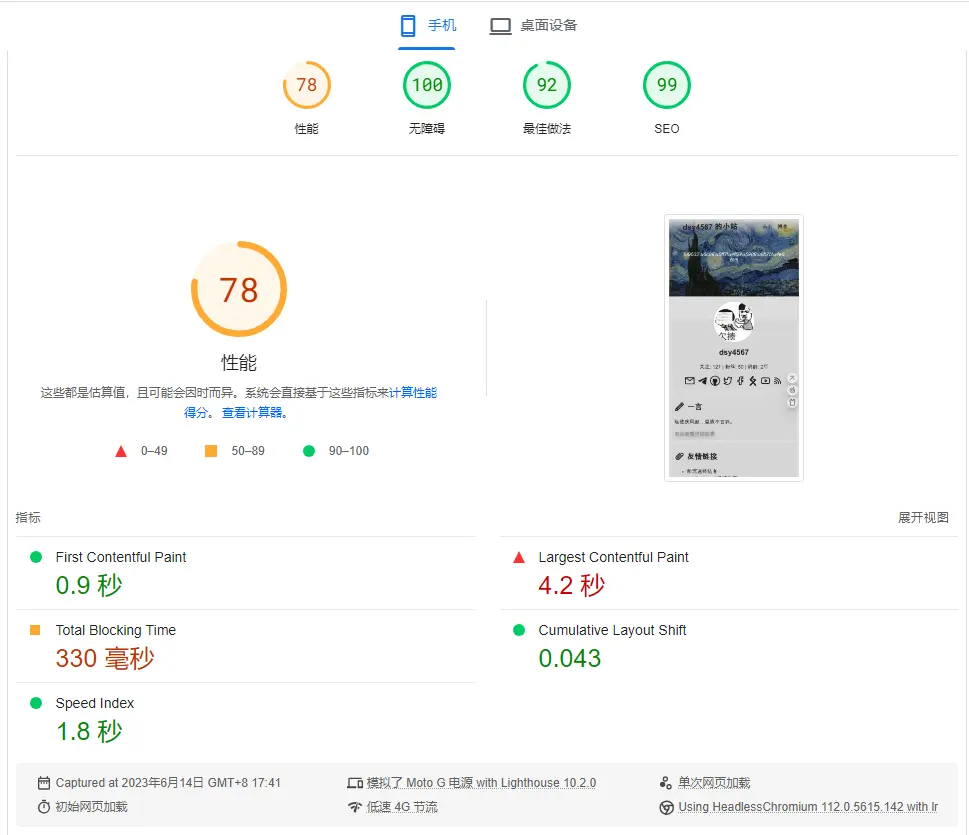 手机
桌面设备
78
100
92
99
性能
无障碍
最佳做法
SEO
78
性能
这些都是估算值，且可能会因时而异。系统会直接基于这些指标来计算性能
得分。 查看计算器。
0–49
50–89
90–100
dsy4567 的小站
dsy4567
一言
友情链接
指标
展开视图
First Contentful Paint
0.9 秒
Largest Contentful Paint
4.2 秒
Total Blocking Time
330 毫秒
Cumulative Layout Shift
0.043
Speed Index
1.8 秒
Captured at 2023年6月14日 GMT+8 17:41
模拟了 Moto G 电源 with Lighthouse 10.2.0
单次网页加载
初始网页加载
低速 4G 节流
Using HeadlessChromium 112.0.5615.142 with lr